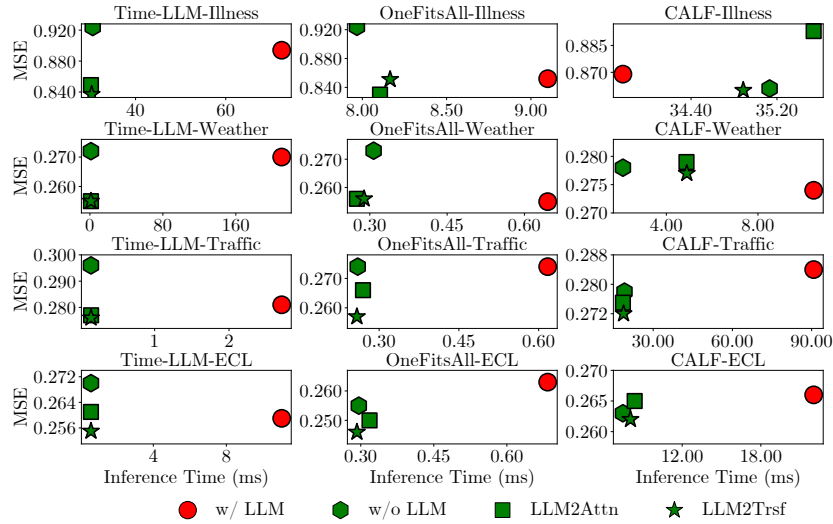 Time-LLM-Illness OneFitsAll-Illness CALF-Illness
MSE
0.920
0.880
0.840
40 60
0.920
0.880
0.840
8.00 8.50 9.00
0.885
0.870
34.40 35.20
Time-LLM-Weather OneFitsAll-Weather CALF-Weather
MSE
0.270
0.260
0 80 160
0.270
0.260
0.30 0.45 0.60
0.280
0.275
0.270
4.00 8.00
Time-LLM-Traffic OneFitsAll-Traffic CALF-Traffic
MSE
0.300
0.290
0.280
1 2
0.270
0.260
0.30 0.45 0.60
0.288
0.280
0.272
30.00 60.00 90.00
Time-LLM-ECL OneFitsAll-ECL CALF-ECL
MSE
0.272
0.264
0.256
4 8
0.260
0.250
0.30 0.45 0.60
0.270
0.265
0.260
12.00 18.00
Inference Time (ms) Inference Time (ms) Inference Time (ms)
w/ LLM w/o LLM LLM2Attn LLM2Trsf